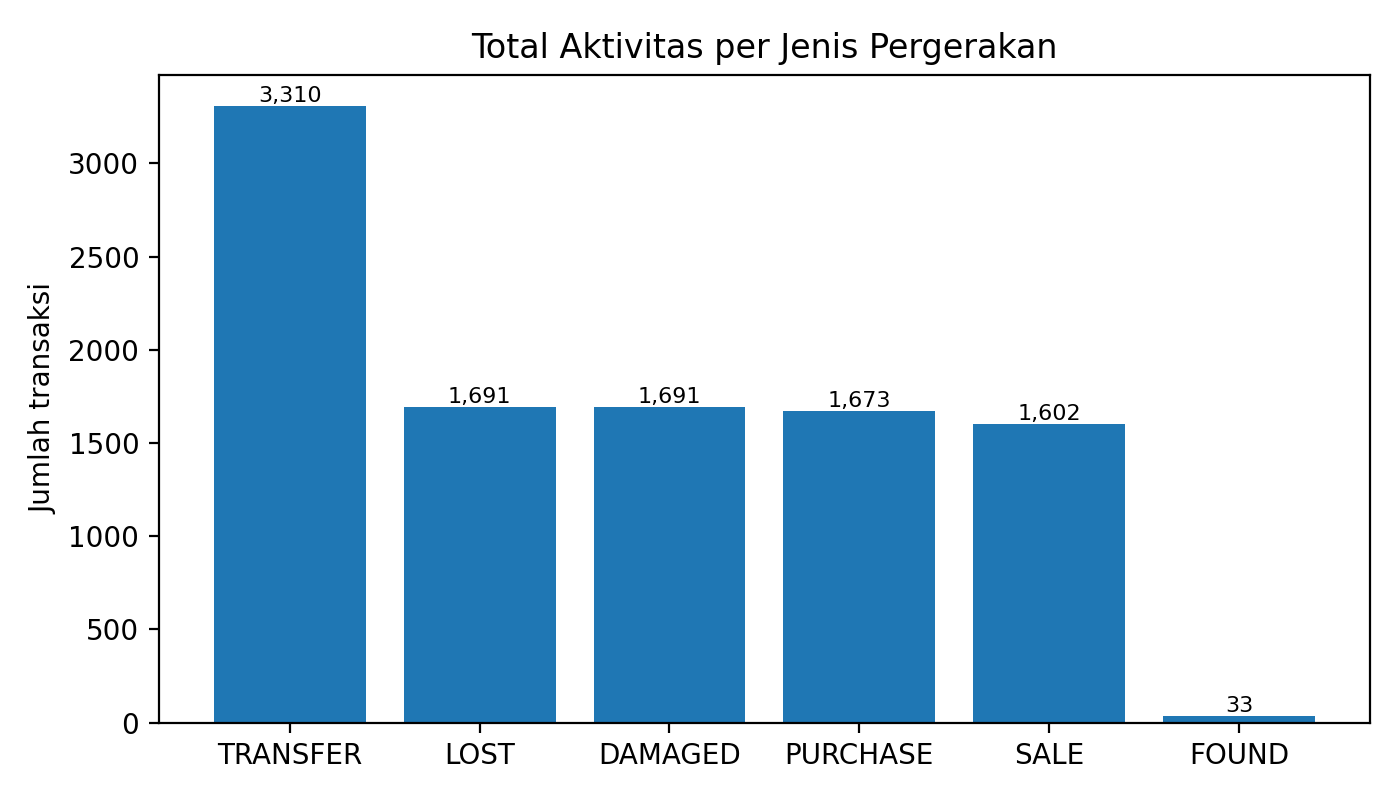 Total Aktivitas per Jenis Pergerakan
Jumlah transaksi
3000
2500
2000
1500
1000
500
0
3,310
1,691
1,691
1,673
1,602
33
TRANSFER
LOST
DAMAGED
PURCHASE
SALE
FOUND